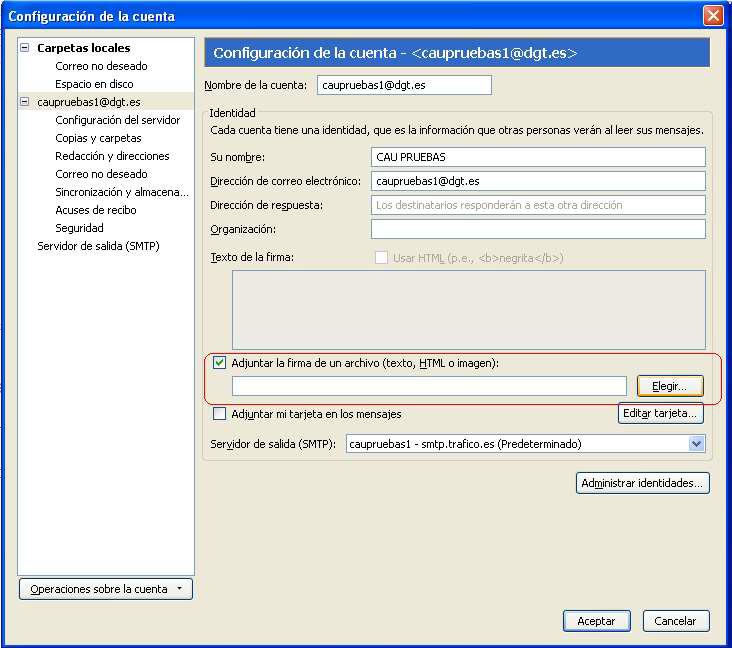 Configuración de la cuenta
Carpetas locales
Correo no deseado
Espacio en disco
caupruebas1@dgt.es
Configuración del servidor
Copias y carpetas
Redacción y direcciones
Correo no deseado
Sincronización y almacena...
Acuses de recibo
Seguridad
Servidor de salida (SMTP)
Operaciones sobre la cuenta
Configuración de la cuenta - <caupruebas1@dgt.es>
Nombre de la cuenta: caupruebas1@dgt.es
Identidad
Cada cuenta tiene una identidad, que es la información que otras personas verán al leer sus mensajes.
Su nombre: CAU PRUEBAS
Dirección de correo electrónico: caupruebas1@dgt.es
Dirección de respuesta: Los destinatarios responderán a esta otra dirección
Organización:
Texto de la firma: Usar HTML (p.e., <b>negrita</b>)
Adjuntar la firma de un archivo (texto, HTML o imagen):
Elegir...
Adjuntar mi tarjeta en los mensajes Editar tarjeta...
Servidor de salida (SMTP): caupruebas1 - smtp.trafico.es (Predeterminado)
Administrar identidades...
Aceptar Cancelar